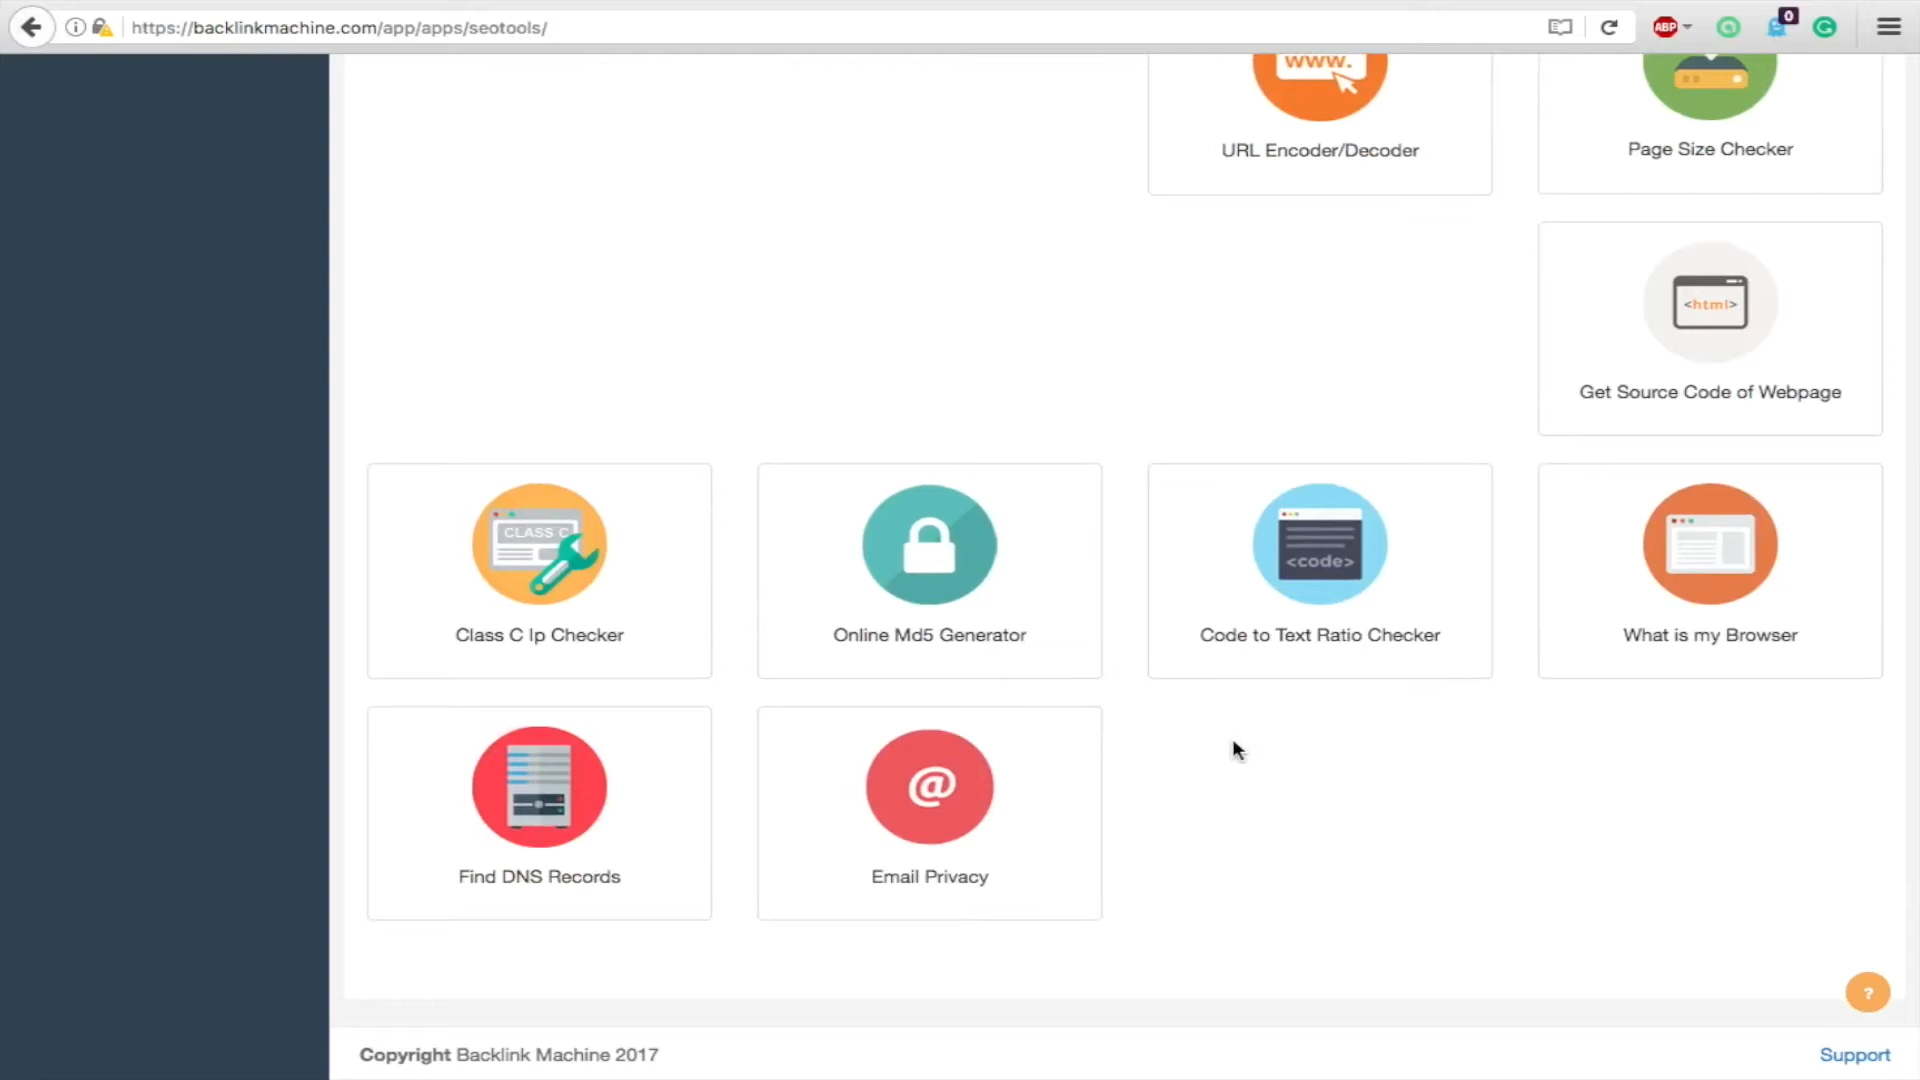 https://backlinkmachine.com/app/apps/seotools/
ABP
0
www.
URL Encoder/Decoder
Page Size Checker
<html>
Get Source Code of Webpage
CLASS C
<code>
Class C Ip Checker
Online Md5 Generator
Code to Text Ratio Checker
What is my Browser
@
Find DNS Records
Email Privacy
?
Copyright Backlink Machine 2017
Support